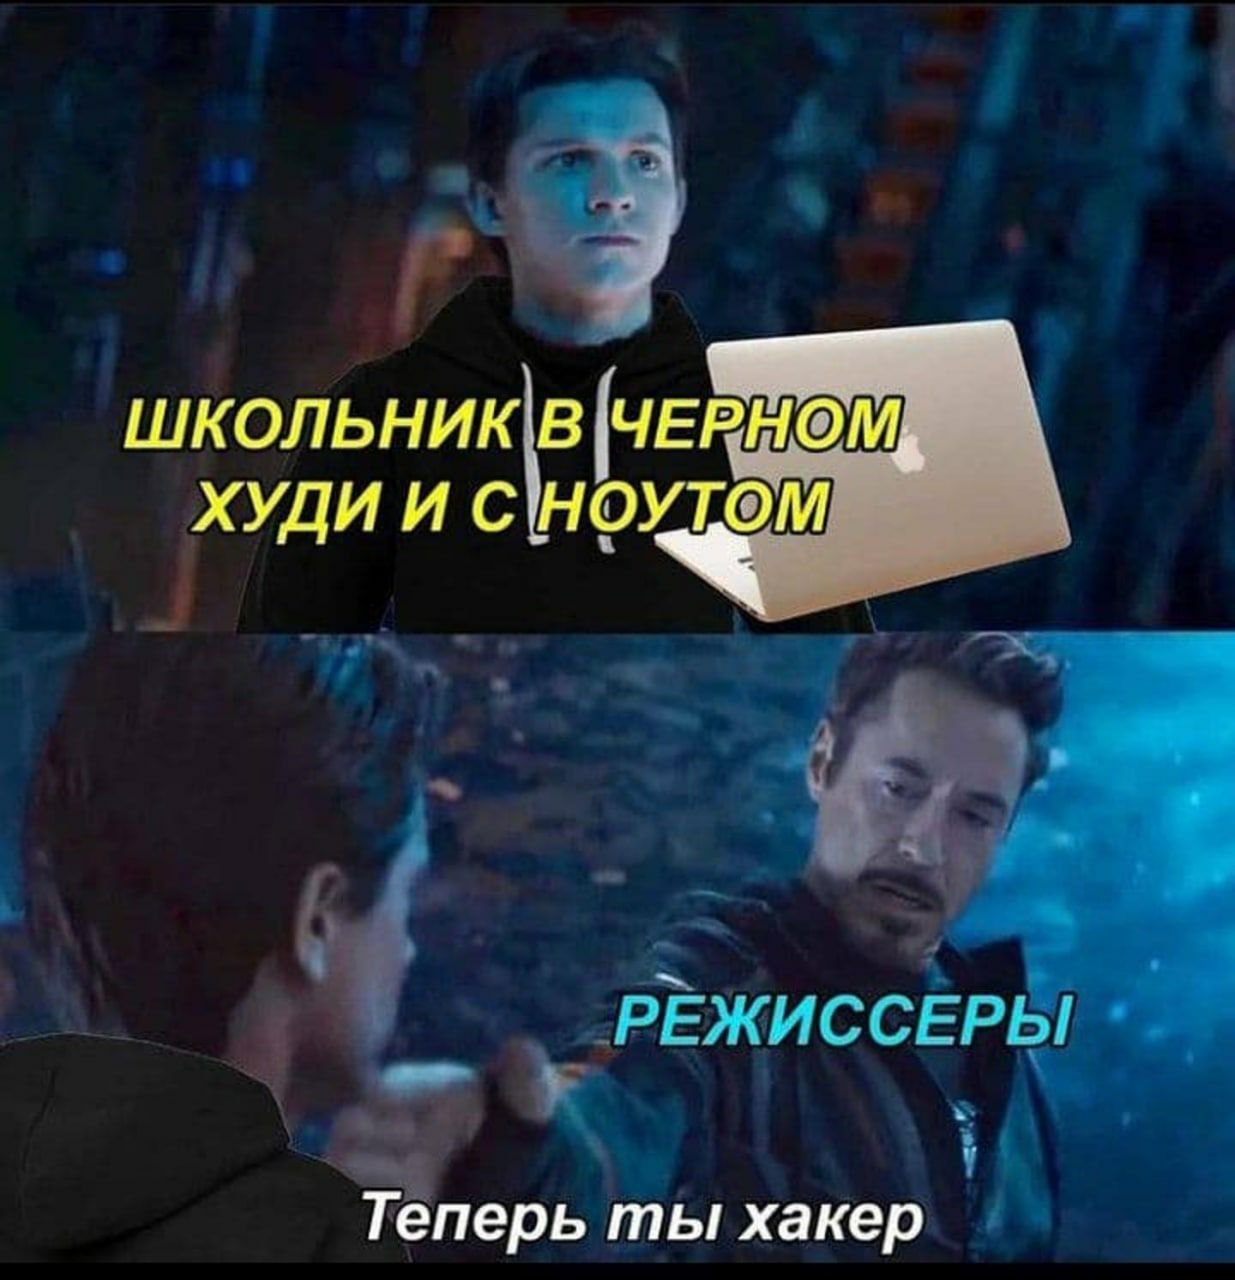 ШКОЛЬНИК В ЧЕРНОМ
ХУДИ И С НОУТОМ
РЕЖИССЕРЫ
Теперь ты хакер